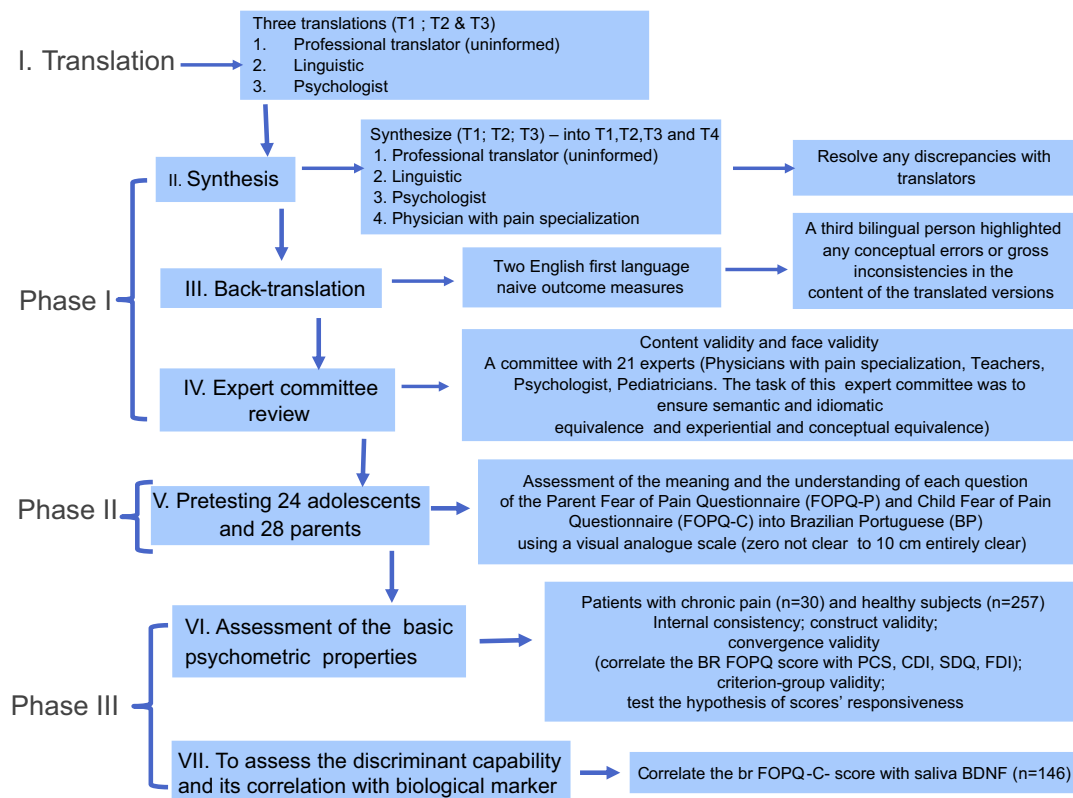 I. Translation
Three translations (T1 ; T2 & T3)
1. Professional translator (uninformed)
2. Linguistic
3. Psychologist
Phase I
II. Synthesis
Synthesize (T1; T2; T3) – into T1,T2,T3 and T4
1. Professional translator (uninformed)
2. Linguistic
3. Psychologist
4. Physician with pain specialization
Resolve any discrepancies with
translators
III. Back-translation
Two English first language
naive outcome measures
A third bilingual person highlighted
any conceptual errors or gross
inconsistencies in the
content of the translated versions
IV. Expert committee
review
Content validity and face validity
A committee with 21 experts (Physicians with pain specialization, Teachers,
Psychologist, Pediatricians. The task of this expert committee was to
ensure semantic and idiomatic
equivalence and experiential and conceptual equivalence)
Phase II
V. Pretesting 24 adolescents
and 28 parents
Assessment of the meaning and the understanding of each question
of the Parent Fear of Pain Questionnaire (FOPQ-P) and Child Fear of Pain
Questionnaire (FOPQ-C) into Brazilian Portuguese (BP)
using a visual analogue scale (zero not clear to 10 cm entirely clear)
Phase III
VI. Assessment of the basic
psychometric properties
Patients with chronic pain (n=30) and healthy subjects (n=257)
Internal consistency; construct validity;
convergence validity
(correlate the BR FOPQ score with PCS, CDI, SDQ, FDI);
criterion-group validity;
test the hypothesis of scores' responsiveness
VII. To assess the discriminant capability
and its correlation with biological marker
Correlate the br FOPQ-C- score with saliva BDNF (n=146)